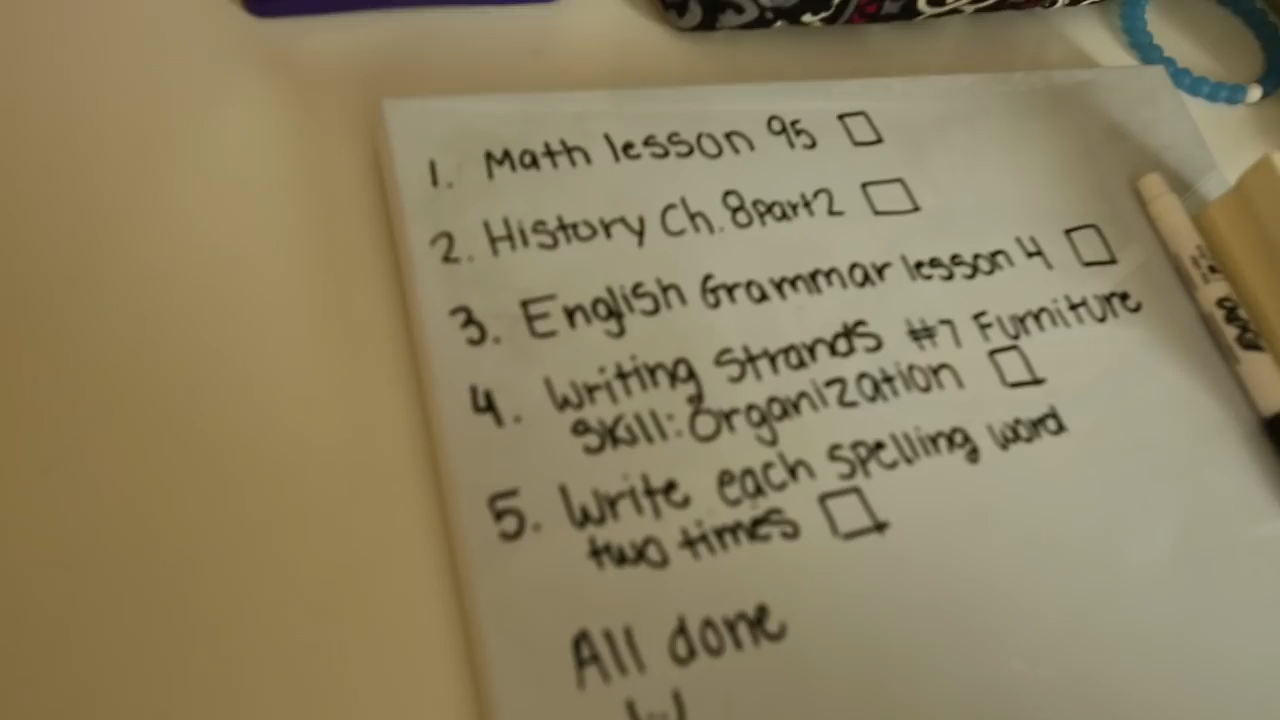 1. Math lesson 95
2. History Ch. 8 part 2
3. English Grammar lesson 4
4. Writing Strands #7 Furniture
Skill: Organization
5. Write each spelling word
two times
All done
EXPO